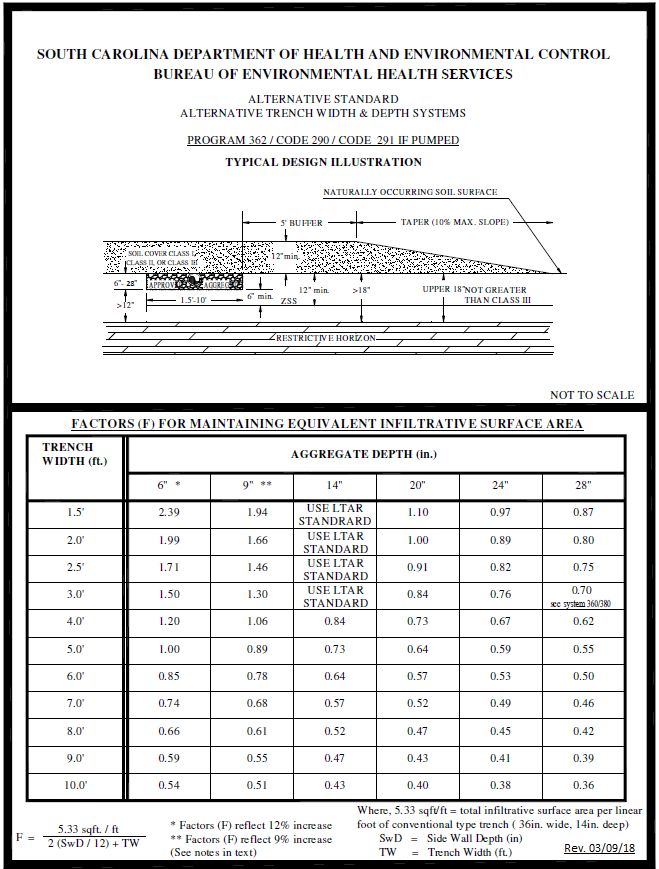 SOUTH CAROLINA DEPARTMENT OF HEALTH AND ENVIRONMENTAL CONTROL
BUREAU OF ENVIRONMENTAL HEALTH SERVICES
ALTERNATIVE STANDARD
ALTERNATIVE TRENCH WIDTH & DEPTH SYSTEMS
PROGRAM 362 / CODE 290 / CODE 291 IF PUMPED
TYPICAL DESIGN ILLUSTRATION
NATURALLY OCCURRING SOIL SURFACE
5' BUFFER
TAPER (10% MAX. SLOPE)
SOIL COVER CLASS I,
CLASS II, OR CLASS III
12"min.
6"- 28"
APPROVE AGGREG
6" min.
12" min.
>18"
UPPER 18"NOT GREATER
THAN CLASS III
1.5'-10'
ZSS
>12"
RESTRICTIVE HORIZON
NOT TO SCALE
FACTORS (F) FOR MAINTAINING EQUIVALENT INFILTRATIVE SURFACE AREA
TRENCH
WIDTH (ft.)
AGGREGATE DEPTH (in.)
6" * 9" ** 14" 20" 24" 28"
1.5' 2.39 1.94 USE LTAR STANDRARD 1.10 0.97 0.87
2.0' 1.99 1.66 USE LTAR STANDARD 1.00 0.89 0.80
2.5' 1.71 1.46 USE LTAR STANDARD 0.91 0.82 0.75
3.0' 1.50 1.30 USE LTAR STANDARD 0.84 0.76 0.70 see system 360/380
4.0' 1.20 1.06 0.84 0.73 0.67 0.62
5.0' 1.00 0.89 0.73 0.64 0.59 0.55
6.0' 0.85 0.78 0.64 0.57 0.53 0.50
7.0' 0.74 0.68 0.57 0.52 0.49 0.46
8.0' 0.66 0.61 0.52 0.47 0.45 0.42
9.0' 0.59 0.55 0.47 0.43 0.41 0.39
10.0' 0.54 0.51 0.43 0.40 0.38 0.36
F = 5.33 sqft. / ft
2 (SwD / 12) + TW
* Factors (F) reflect 12% increase
** Factors (F) reflect 9% increase
(See notes in text)
Where, 5.33 sqft/ft = total infiltrative surface area per linear
foot of conventional type trench ( 36in. wide, 14in. deep)
SwD = Side Wall Depth (in)
TW = Trench Width (ft.)
Rev. 03/09/18